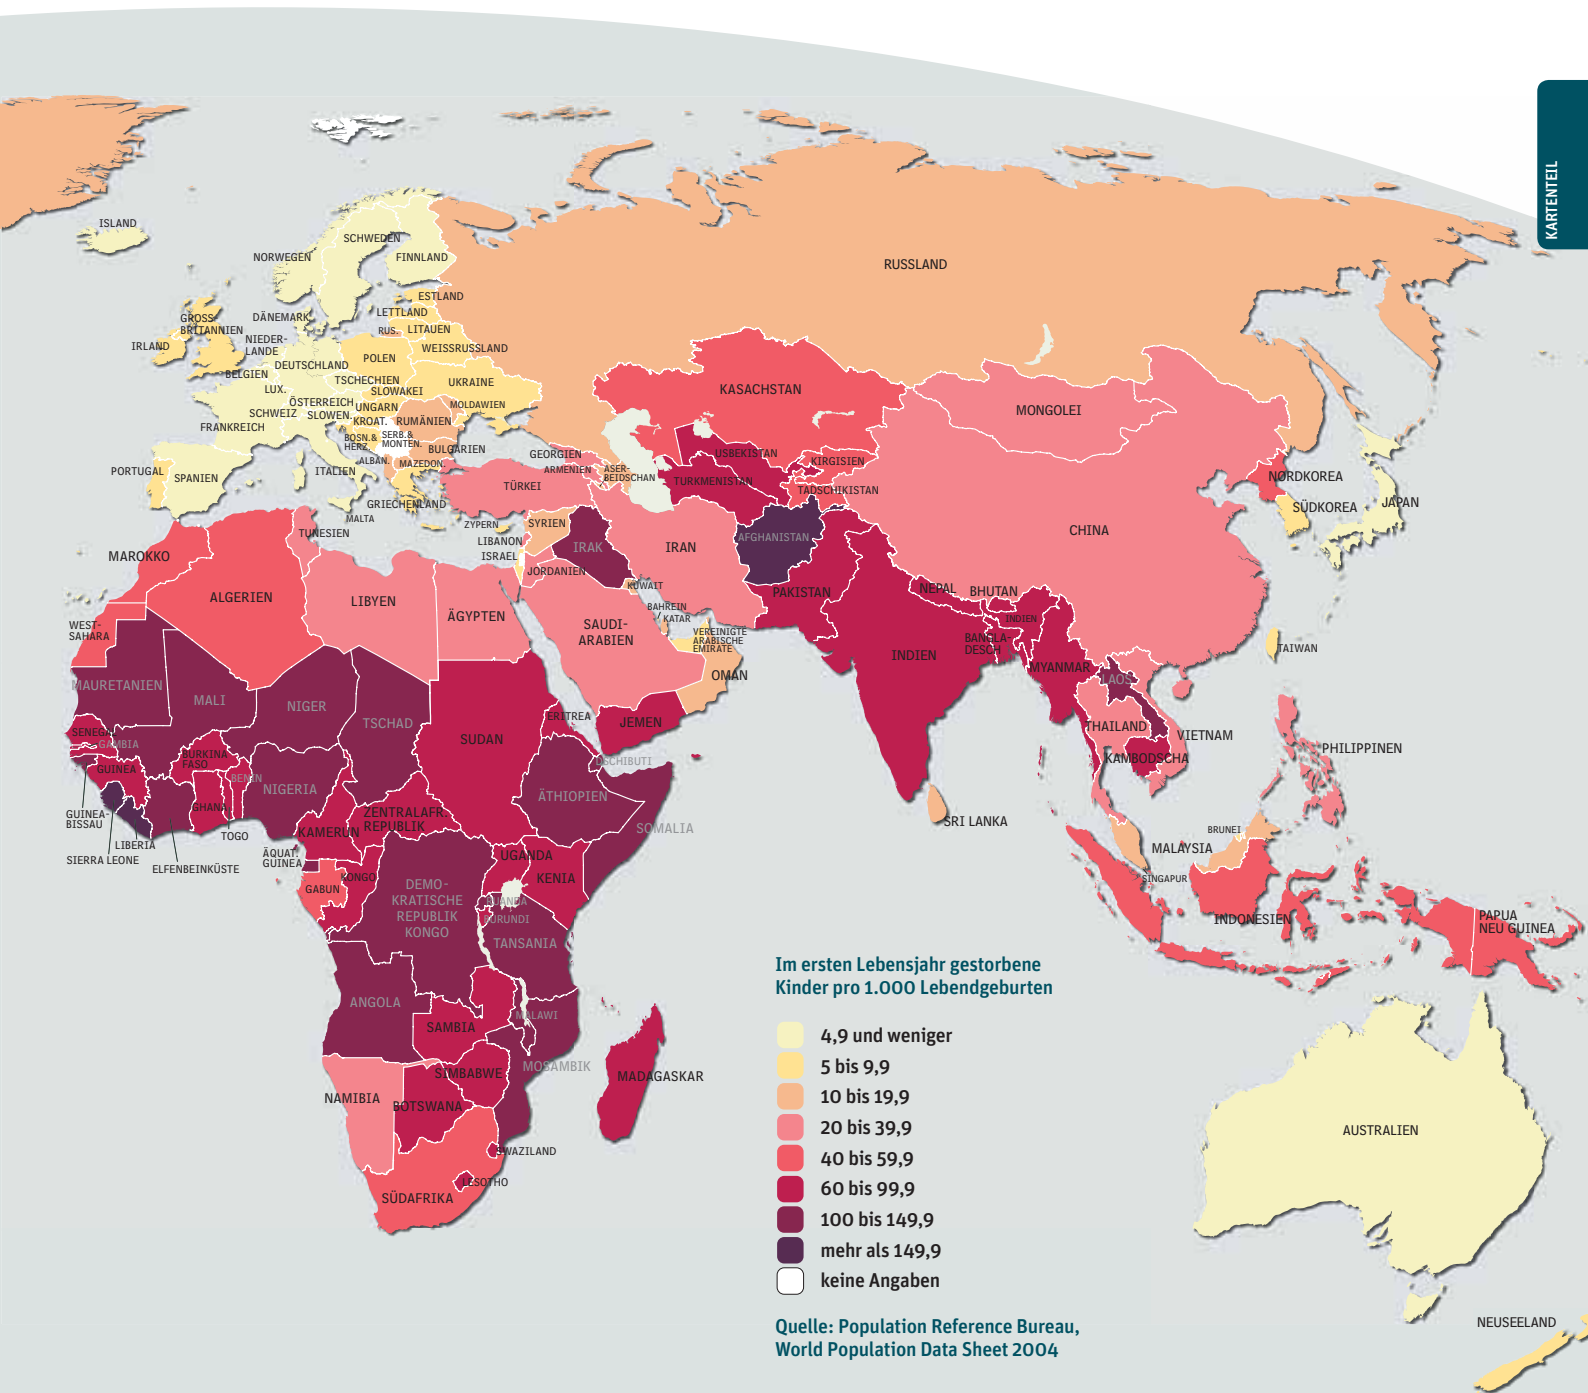 KARTENTEIL
ISLAND
SCHWEDEN
NORWEGEN
FINNLAND
RUSSLAND
ESTLAND
GROSS-
BRITANNIEN
DÄNEMARK
LETTLAND
RUS.
LITAUEN
IRLAND
NIEDER-
LANDE
WEISSRUSSLAND
POLEN
BELGIEN
DEUTSCHLAND
TSCHECHIEN
LUX.
SLOWAKEI
UKRAINE
ÖSTERREICH
UNGARN
MOLDAWIEN
SCHWEIZ
SLOWEN.
KROAT.
RUMÄNIEN
FRANKREICH
BOSN.&
HERZ.
SERB.&
MONTEN.
BULGARIEN
ALBAN.
MAZEDON.
PORTUGAL
SPANIEN
ITALIEN
GRIECHENLAND
MALTA
GEORGIEN
ARMENIEN
ASER-
BEIDSCHAN
TÜRKEI
ZYPERN
SYRIEN
LIBANON
ISRAEL
IRAK
JORDANIEN
IRAN
KUWAIT
BAHREIN
KATAR
VEREINIGTE
ARABISCHE
EMIRATE
SAUDI-
ARABIEN
OMAN
JEMEN
KASACHSTAN
USBEKISTAN
KIRGISIEN
TURKMENISTAN
TADSCHIKISTAN
AFGHANISTAN
PAKISTAN
MONGOLEI
CHINA
NORDKOREA
SÜDKOREA
JAPAN
NEPAL
BHUTAN
INDIEN
BANGLA-
DESCH
INDIEN
MYANMAR
LAOS
TAIWAN
THAILAND
VIETNAM
KAMBODSCHA
PHILIPPINEN
SRI LANKA
BRUNEI
MALAYSIA
SINGAPUR
INDONESIEN
PAPUA
NEU GUINEA
MAROKKO
TUNESIEN
ALGERIEN
LIBYEN
ÄGYPTEN
WEST-
SAHARA
MAURETANIEN
MALI
NIGER
TSCHAD
SUDAN
ERITREA
DSCHIBUTI
SENEGAL
GAMBIA
GUINEA
BURKINA
FASO
BENIN
NIGERIA
GHANA
GUINEA-
BISSAU
TOGO
LIBERIA
SIERRA LEONE
ELFENBEINKÜSTE
ÄTHIOPIEN
SOMALIA
KAMERUN
ZENTRALAFR.
REPUBLIK
ÄQUAT.
GUINEA
GABUN
KONGO
DEMO-
KRATISCHE
REPUBLIK
KONGO
UGANDA
KENIA
RUANDA
BURUNDI
TANSANIA
ANGOLA
SAMBIA
MALAWI
MOSAMBIK
SIMBABWE
MADAGASKAR
NAMIBIA
BOTSWANA
SWAZILAND
LESOTHO
SÜDAFRIKA
AUSTRALIEN
NEUSEELAND
Im ersten Lebensjahr gestorbene
Kinder pro 1.000 Lebendgeburten
4,9 und weniger
5 bis 9,9
10 bis 19,9
20 bis 39,9
40 bis 59,9
60 bis 99,9
100 bis 149,9
mehr als 149,9
keine Angaben
Quelle: Population Reference Bureau,
World Population Data Sheet 2004